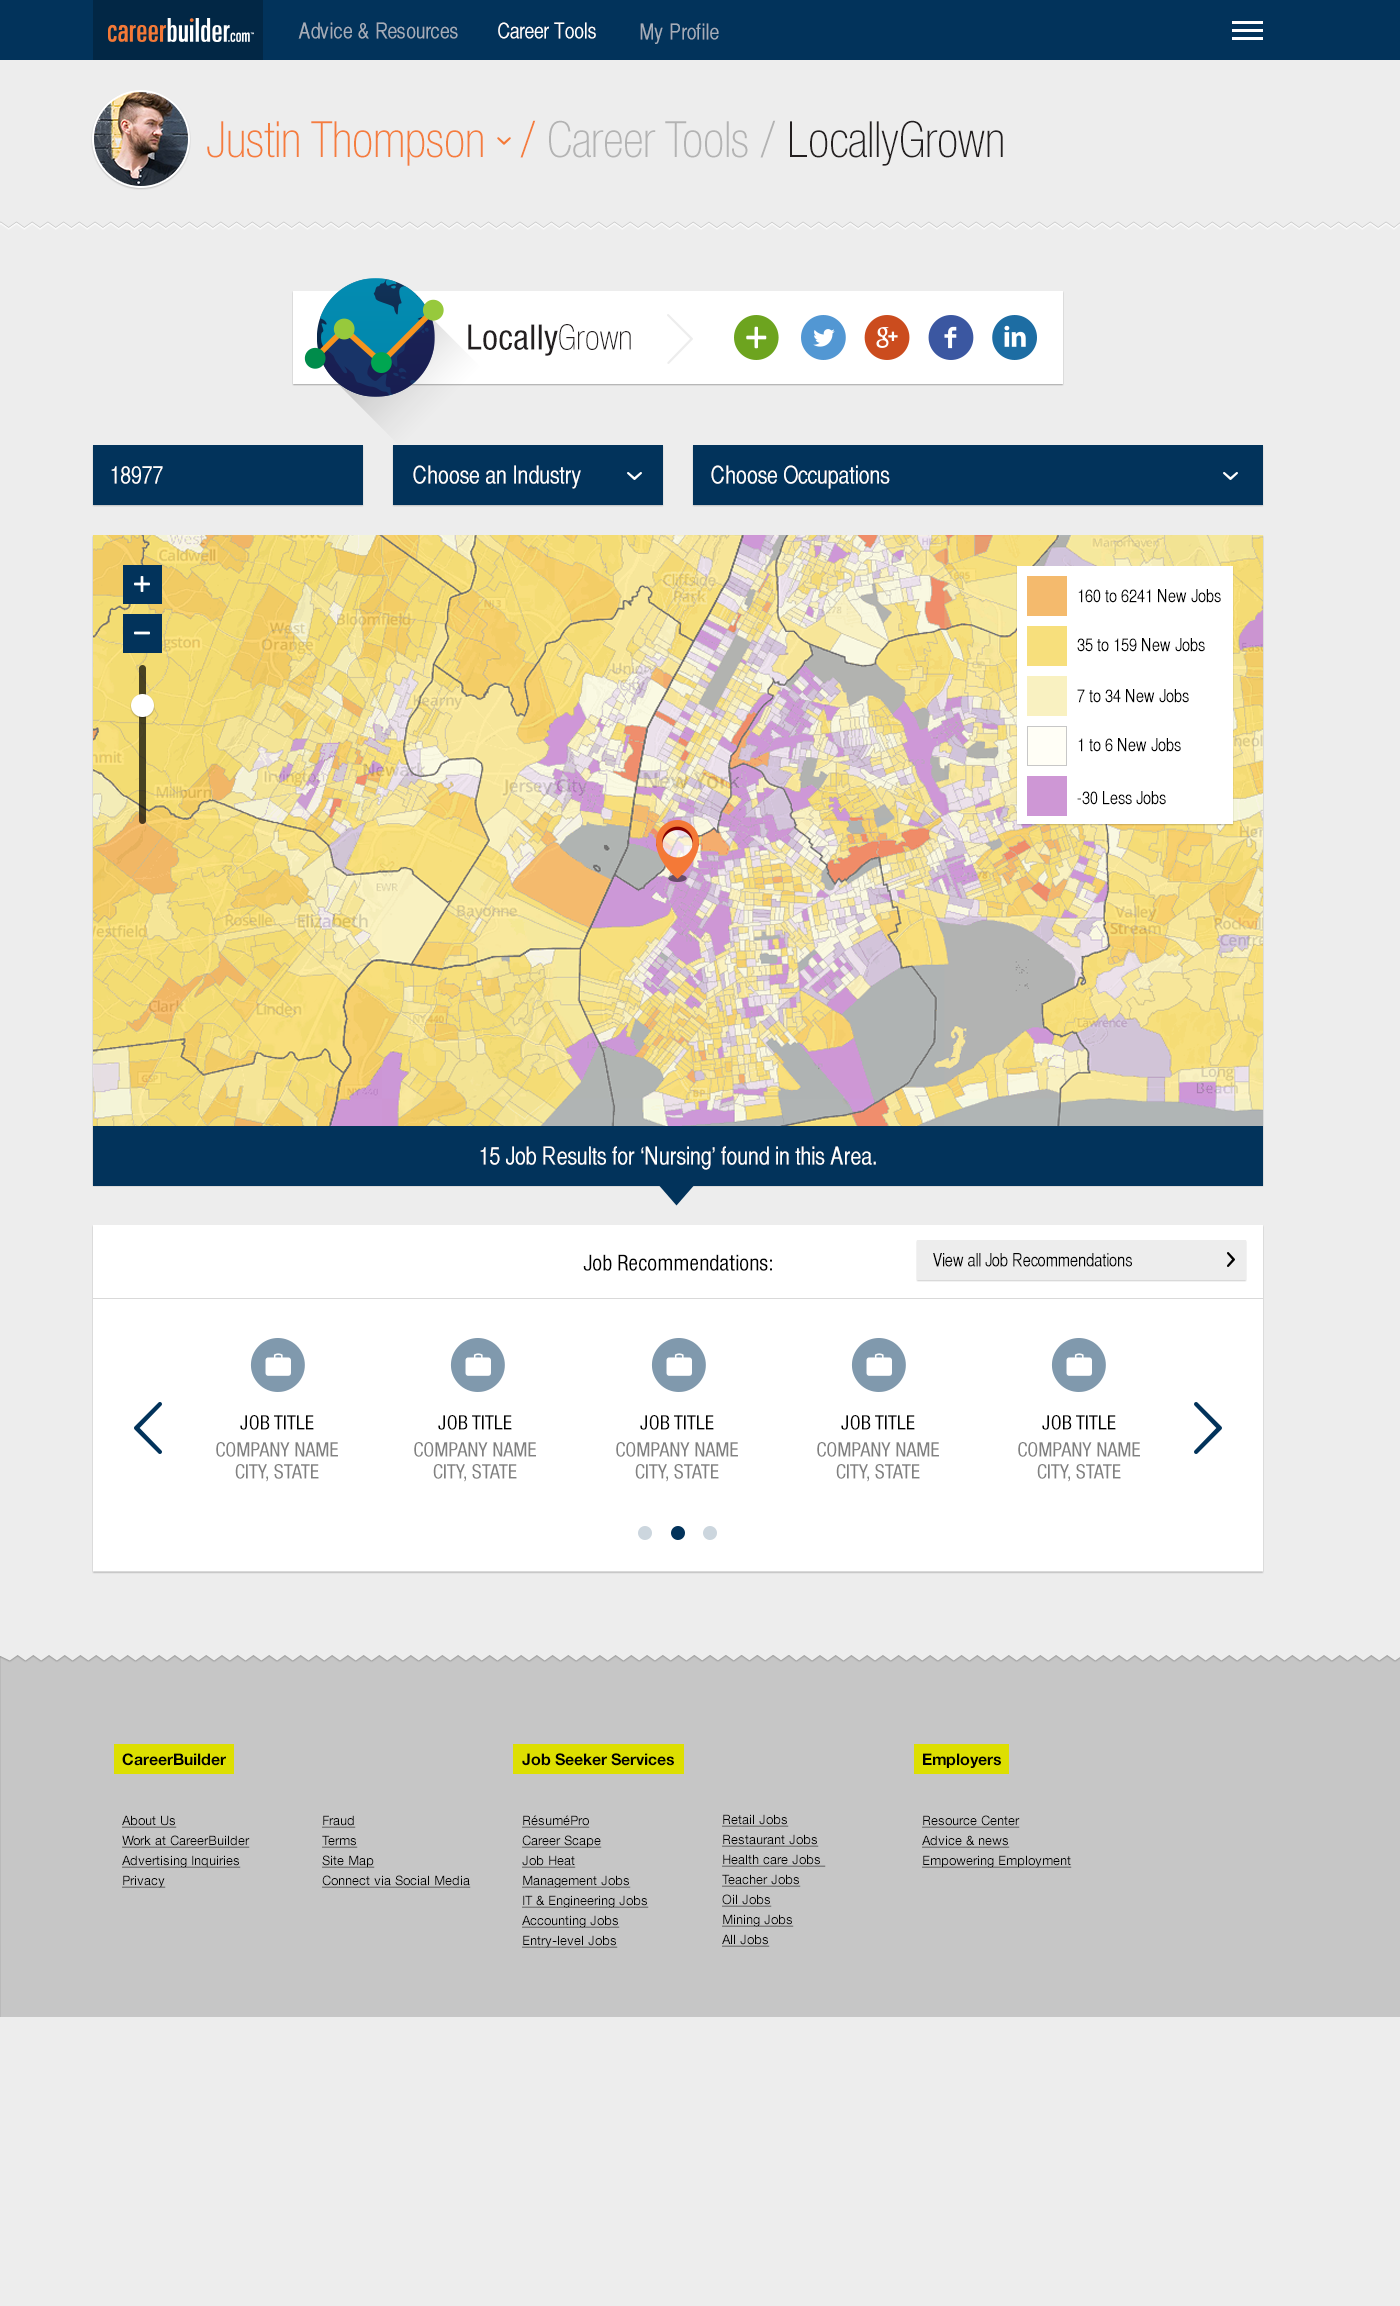 careerbuilder.com
Advice & Resources
Career Tools
My Profile
Justin Thompson / Career Tools / LocallyGrown
LocallyGrown
g+
f
in
18977
Choose an Industry
Choose Occupations
Caldwell
Cliffside
Park
Manorhaven
NJ 3
Bloomfield
West
Orange
Union
City
Kearny
160 to 6241 New Jobs
35 to 159 New Jobs
7 to 34 New Jobs
1 to 6 New Jobs
-30 Less Jobs
Irvington
Newark
Jersey City
New York
Millburn
EWR
Roselle
Elizabeth
Bayonne
Valley
Stream
Clark
Linden
NY 440
Lawrence
Long
Beach
15 Job Results for ‘Nursing’ found in this Area.
Job Recommendations:
View all Job Recommendations
JOB TITLE
COMPANY NAME
CITY, STATE
JOB TITLE
COMPANY NAME
CITY, STATE
JOB TITLE
COMPANY NAME
CITY, STATE
JOB TITLE
COMPANY NAME
CITY, STATE
JOB TITLE
COMPANY NAME
CITY, STATE
CareerBuilder
About Us
Work at CareerBuilder
Advertising Inquiries
Privacy
Fraud
Terms
Site Map
Connect via Social Media
Job Seeker Services
RésuméPro
Career Scape
Job Heat
Management Jobs
IT & Engineering Jobs
Accounting Jobs
Entry-level Jobs
Retail Jobs
Restaurant Jobs
Health care Jobs
Teacher Jobs
Oil Jobs
Mining Jobs
All Jobs
Employers
Resource Center
Advice & news
Empowering Employment